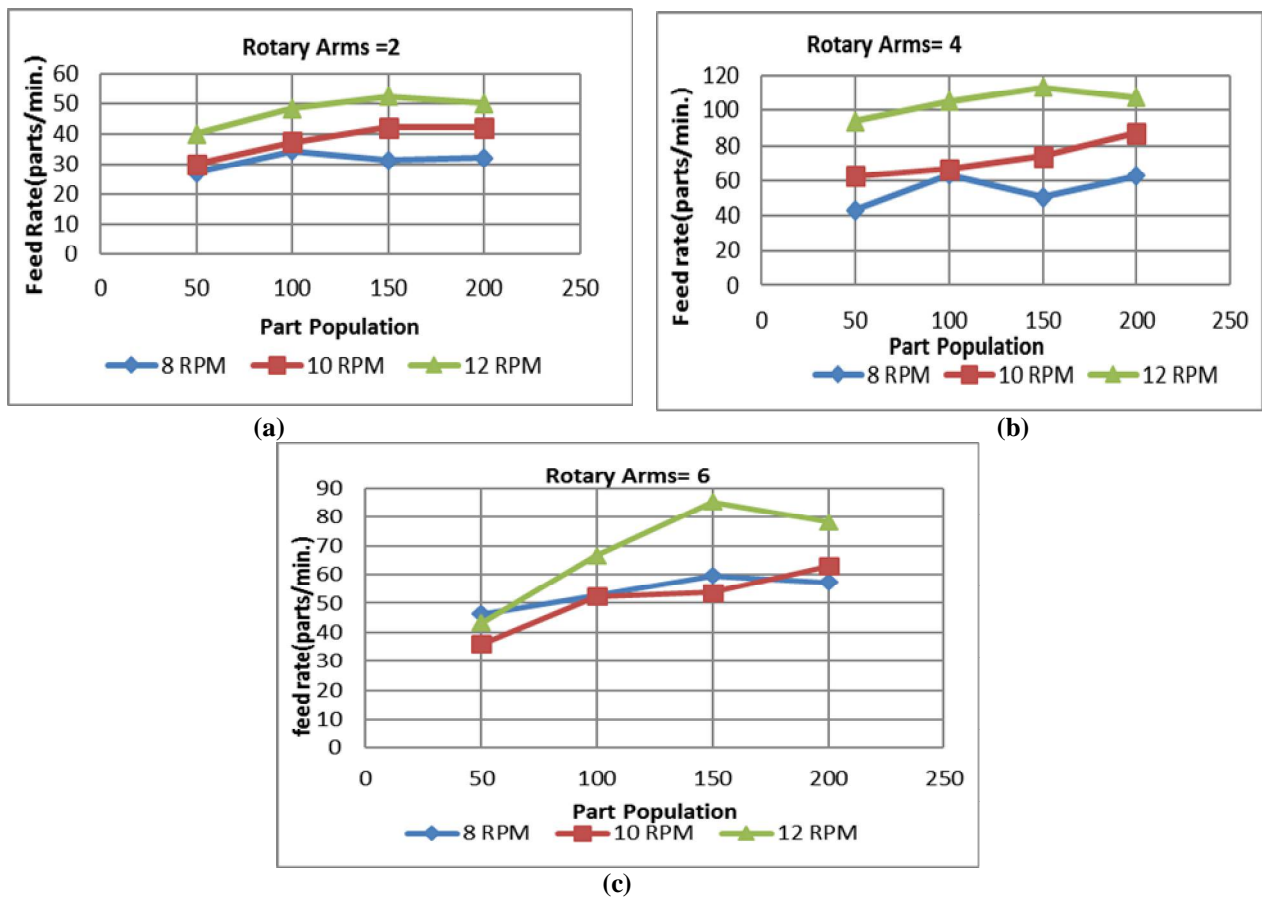 Rotary Arms =2
Feed Rate(parts/min.)
60
50
40
30
20
10
0
0 50 100 150 200 250
Part Population
8 RPM 10 RPM 12 RPM
(a)
Rotary Arms= 4
Feed rate(parts/min.)
120
100
80
60
40
20
0
0 50 100 150 200 250
Part Population
8 RPM 10 RPM 12 RPM
(b)
Rotary Arms= 6
feed rate(parts/min.)
90
80
70
60
50
40
30
20
10
0
0 50 100 150 200 250
Part Population
8 RPM 10 RPM 12 RPM
(c)